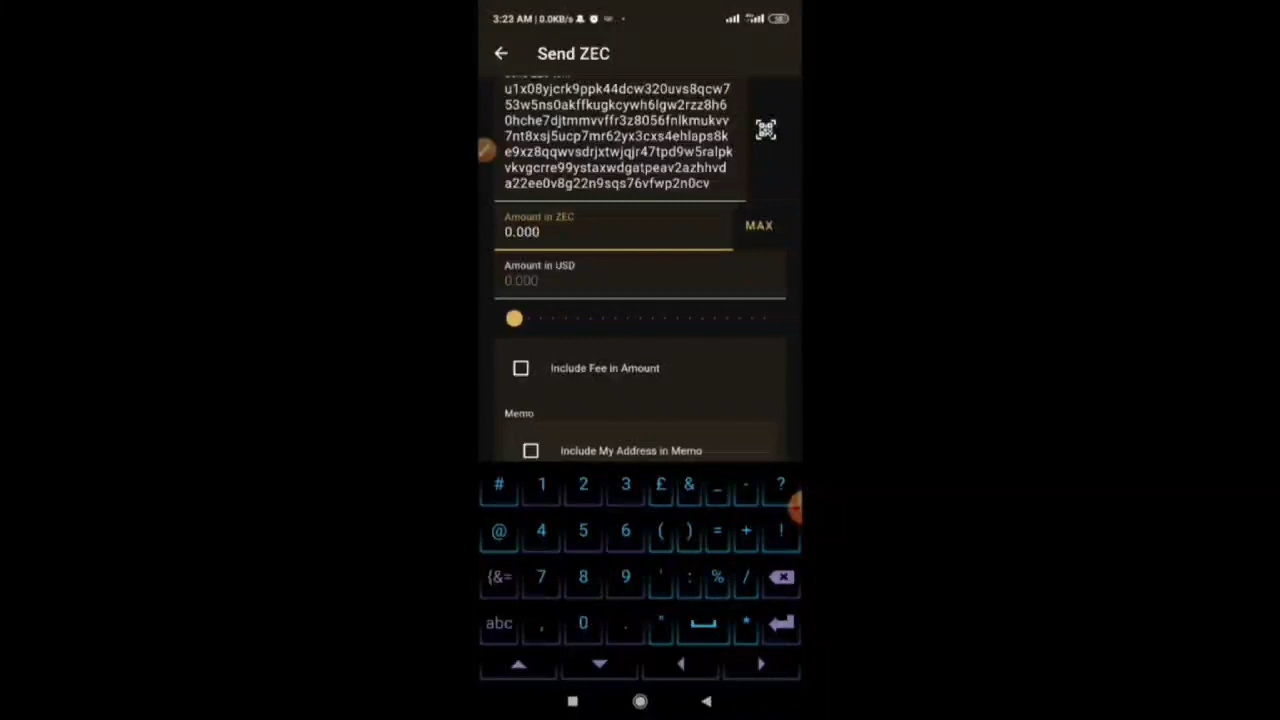 3:23 AM | 0.0KB/s
Send ZEC
u1x08yjcrk9ppk44dcw320uvs8qcw7
53w5ns0akffkugkcywh6lgw2rzz8h6
0hche7djtmmvvffr3z8056fnlkmukvv
7nt8xsj5ucp7mr62yx3cxs4ehlaps8k
e9xz8qqwvsdrjxtwjqjr47tpd9w5ralpk
vkvgcrre99ystaxwdgatpeav2azhhvd
a22ee0v8g22n9sqs76vfwp2n0cv
Amount in ZEC
0.000
MAX
Amount in USD
0.000
Include Fee in Amount
Memo
Include My Address in Memo
# 1 2 3 £ & _ - ?
@ 4 5 6 ( ) = + !
{&= 7 8 9 ' : % /
abc , 0 . " *